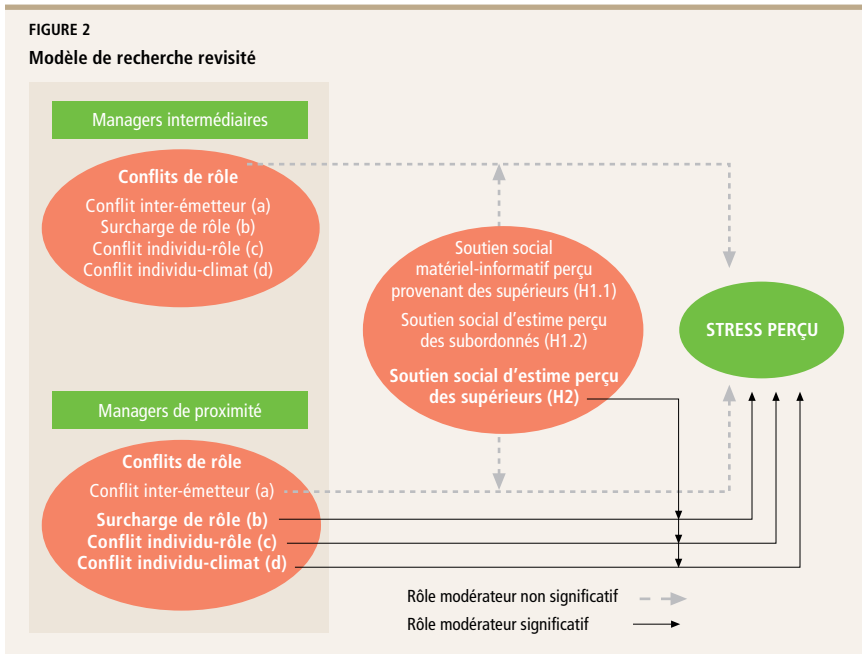 FIGURE 2
Modèle de recherche revisité
Managers intermédiaires
Conflits de rôle
Conflit inter-émetteur (a)
Surcharge de rôle (b)
Conflit individu-rôle (c)
Conflit individu-climat (d)
Soutien social
matériel-informatif perçu
provenant des supérieurs (H1.1)
Soutien social d'estime perçu
des subordonnés (H1.2)
Soutien social d'estime perçu
des supérieurs (H2)
STRESS PERÇU
Managers de proximité
Conflits de rôle
Conflit inter-émetteur (a)
Surcharge de rôle (b)
Conflit individu-rôle (c)
Conflit individu-climat (d)
Rôle modérateur non significatif
Rôle modérateur significatif